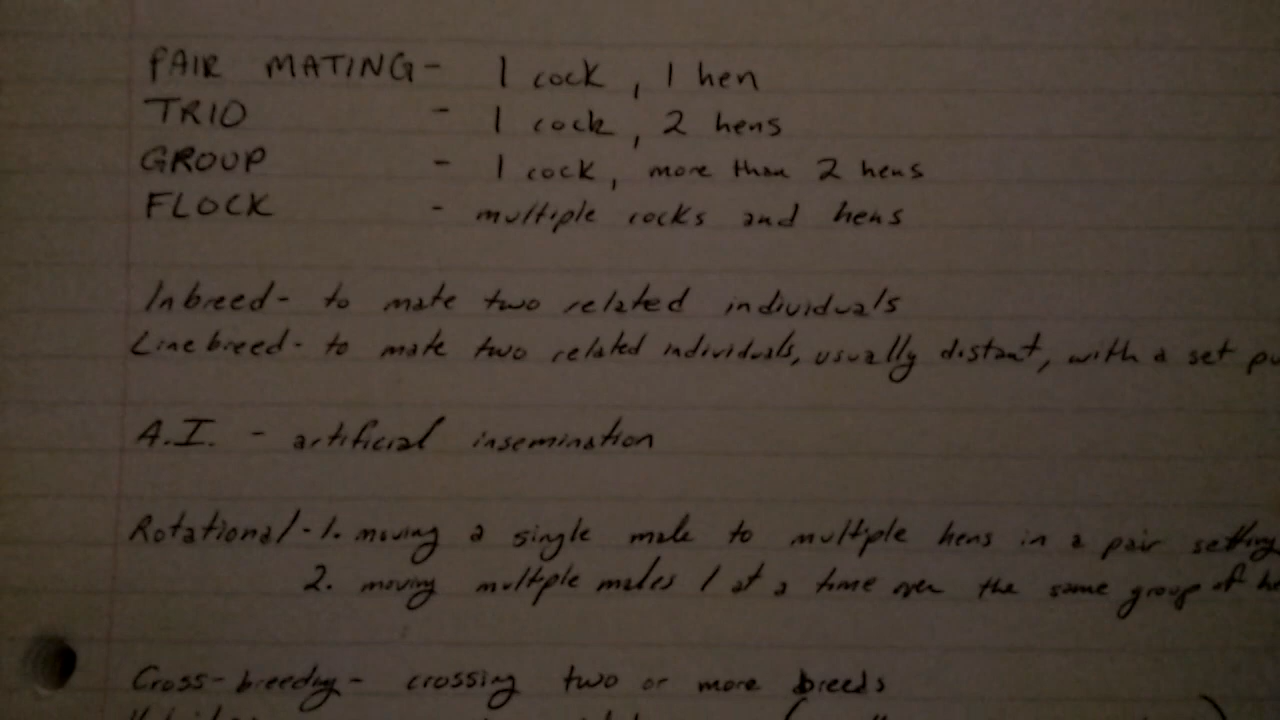 PAIR MATING - 1 cock, 1 hen
TRIO - 1 cock, 2 hens
GROUP - 1 cock, more than 2 hens
FLOCK - multiple cocks and hens
Inbreed - to mate two related individuals
Linebreed - to mate two related individuals, usually distant, with a set
A.I. - artificial insemination
Rotational - 1. moving a single male to multiple hens in a pair setting
2. moving multiple males 1 at a time over the same group of
Cross-breeding - crossing two or more breeds